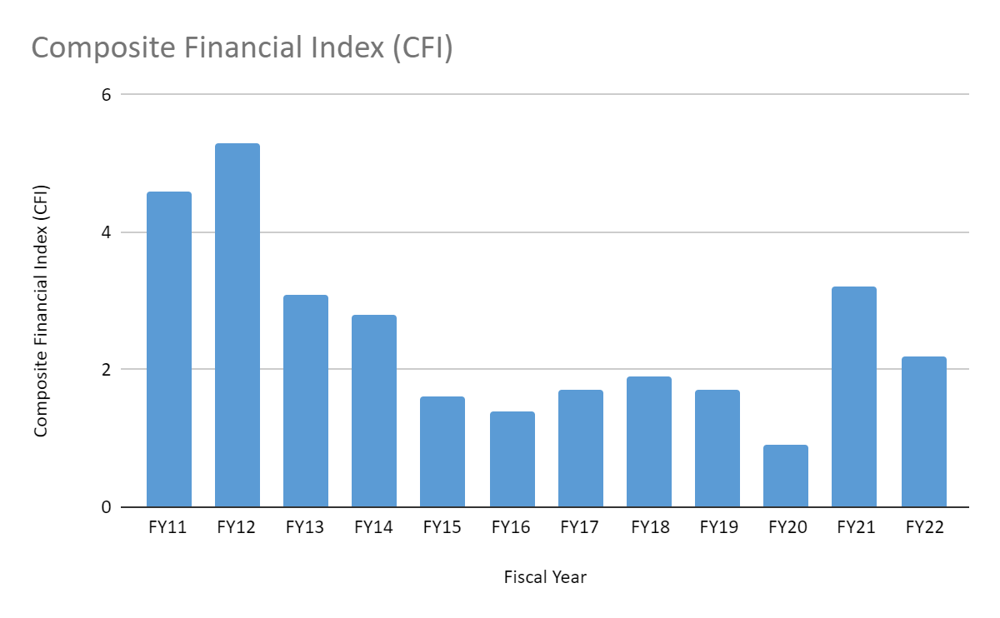 Composite Financial Index (CFI)
Composite Financial Index (CFI)
6
4
2
0
FY11 FY12 FY13 FY14 FY15 FY16 FY17 FY18 FY19 FY20 FY21 FY22
Fiscal Year